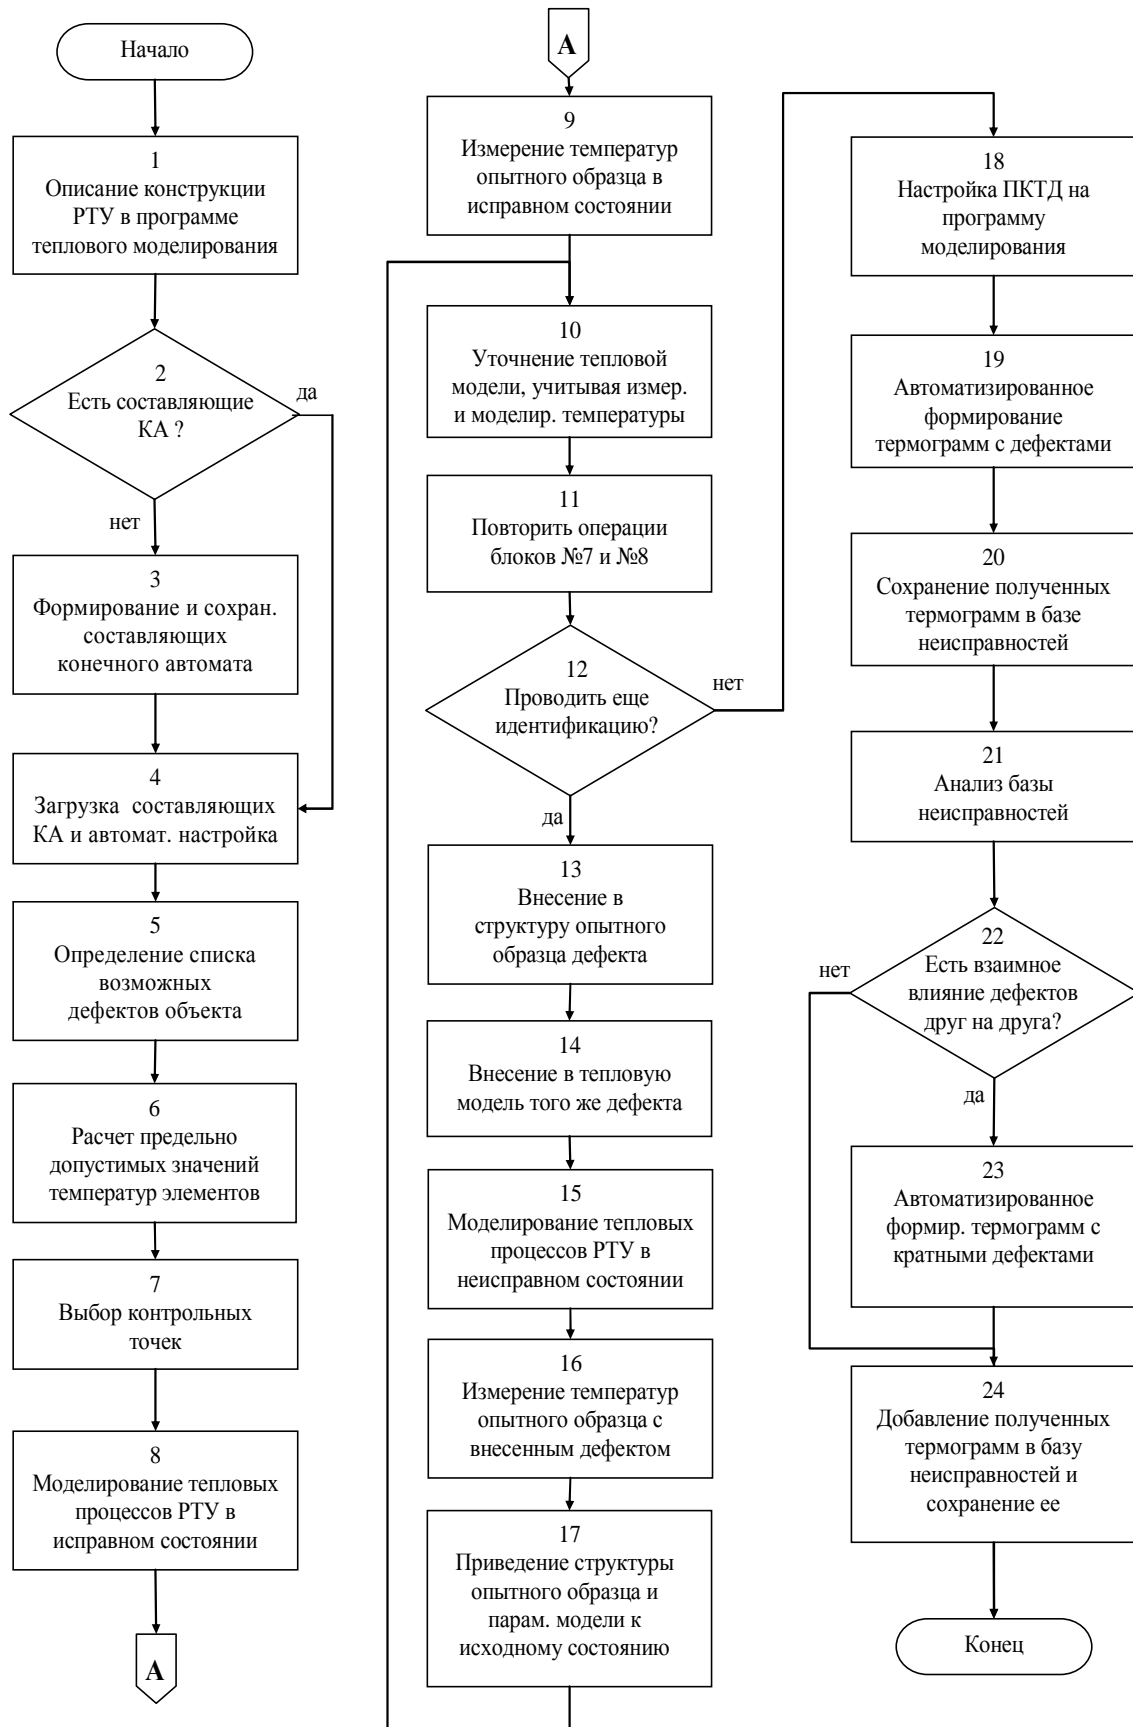 Начало
1
Описание конструкции
РТУ в программе
теплового моделирования
2
Есть составляющие
КА ?
да
нет
3
Формирование и сохран.
составляющих
конечного автомата
4
Загрузка составляющих
КА и автомат. настройка
5
Определение списка
возможных
дефектов объекта
6
Расчет предельно
допустимых значений
температур элементов
7
Выбор контрольных
точек
8
Моделирование тепловых
процессов РТУ в
исправном состоянии
А
А
9
Измерение температур
опытного образца в
исправном состоянии
10
Уточнение тепловой
модели, учитывая измер.
и моделир. температуры
11
Повторить операции
блоков №7 и №8
12
Проводить еще
идентификацию?
нет
да
13
Внесение в
структуру опытного
образца дефекта
14
Внесение в тепловую
модель того же дефекта
15
Моделирование тепловых
процессов РТУ в
неисправном состоянии
16
Измерение температур
опытного образца с
внесенным дефектом
17
Приведение структуры
опытного образца и
парам. модели к
исходному состоянию
18
Настройка ПКТД на
программу
моделирования
19
Автоматизированное
формирование
термограмм с дефектами
20
Сохранение полученных
термограмм в базе
неисправностей
21
Анализ базы
неисправностей
22
Есть взаимное
влияние дефектов
друг на друга?
нет
да
23
Автоматизированное
формир. термограмм с
кратными дефектами
24
Добавление полученных
термограмм в базу
неисправностей и
сохранение ее
Конец